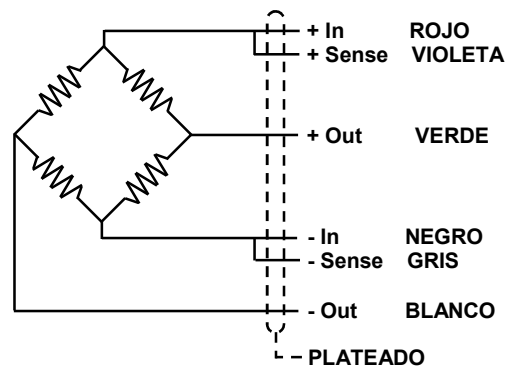 + In ROJO
+ Sense VIOLETA
+ Out VERDE
- In NEGRO
- Sense GRIS
- Out BLANCO
PLATEADO